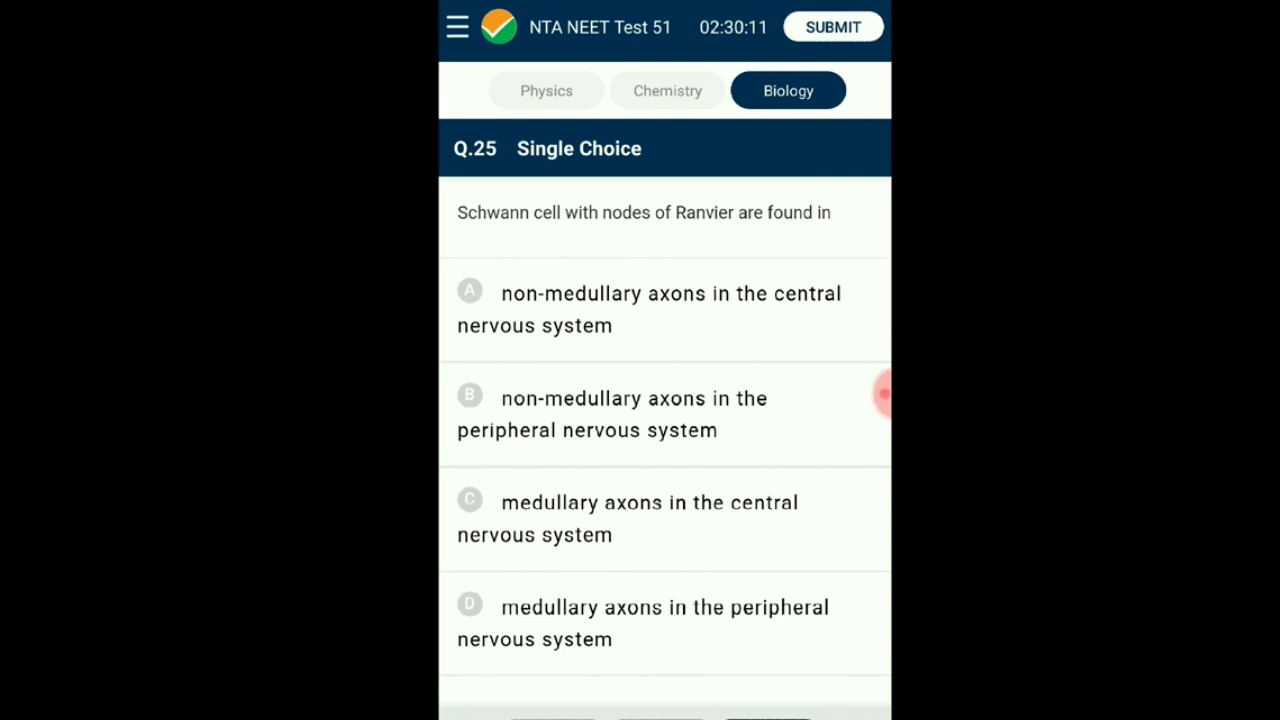 NTA NEET Test 51 02:30:11 SUBMIT
Physics Chemistry Biology
Q.25 Single Choice
Schwann cell with nodes of Ranvier are found in
A non-medullary axons in the central
nervous system
B non-medullary axons in the
peripheral nervous system
C medullary axons in the central
nervous system
D medullary axons in the peripheral
nervous system